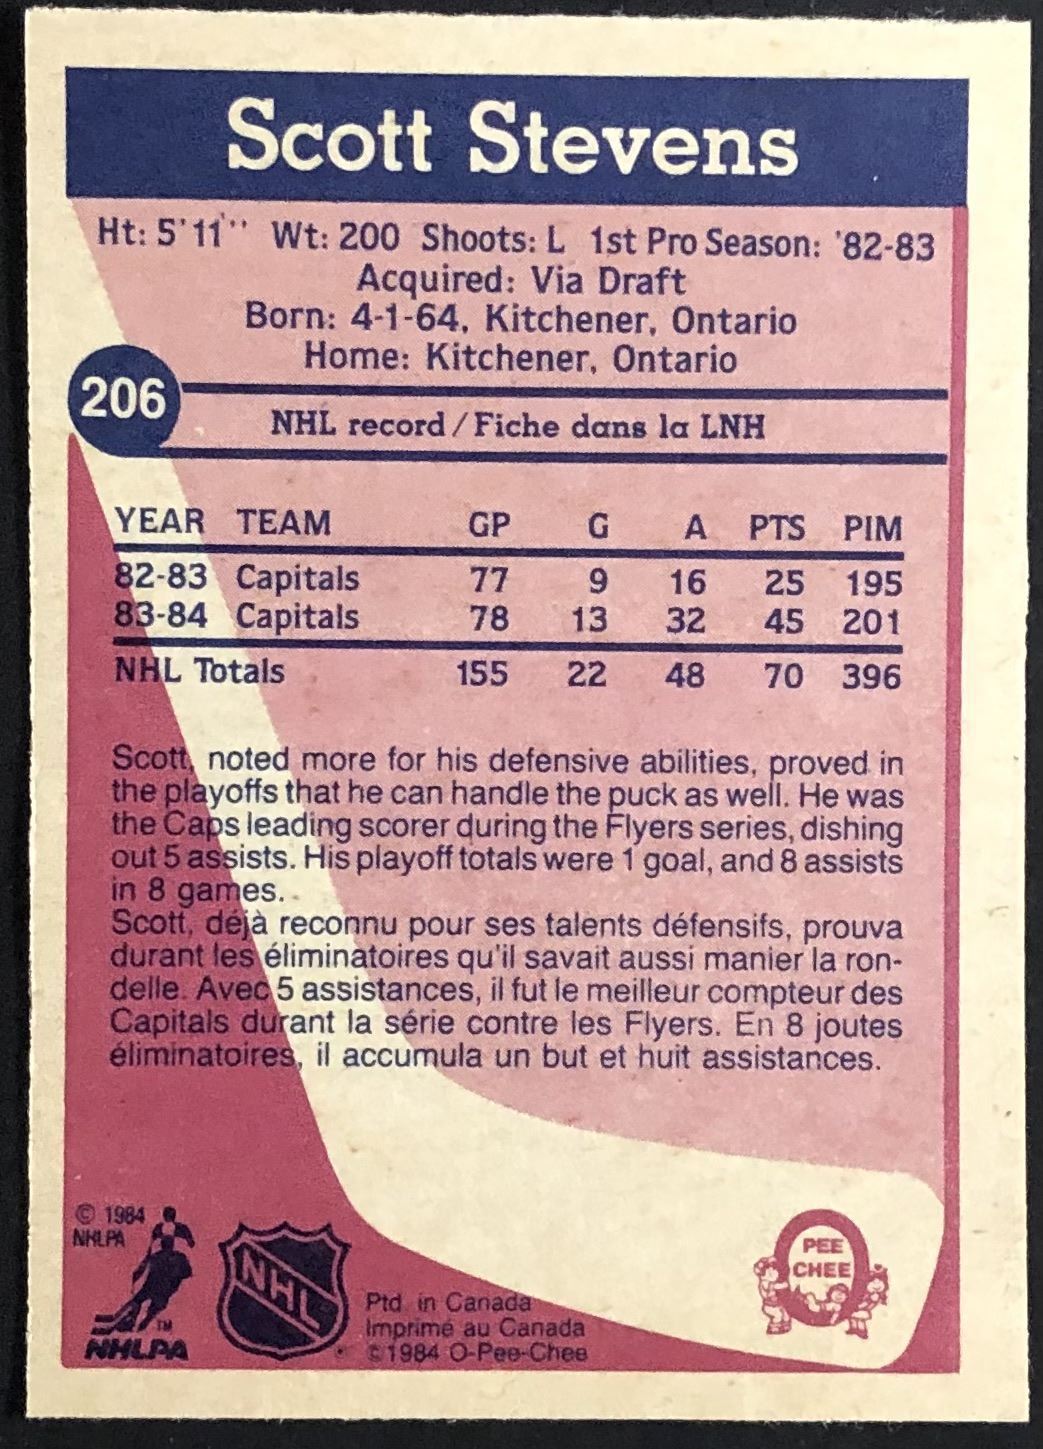 Scott Stevens
Ht: 5'11'' Wt: 200 Shoots: L 1st Pro Season: '82-83
Acquired: Via Draft
Born: 4-1-64, Kitchener, Ontario
Home: Kitchener, Ontario
206
NHL record / Fiche dans la LNH
YEAR TEAM GP G A PTS PIM
82-83 Capitals 77 9 16 25 195
83-84 Capitals 78 13 32 45 201
NHL Totals 155 22 48 70 396
Scott, noted more for his defensive abilities, proved in
the playoffs that he can handle the puck as well. He was
the Caps leading scorer during the Flyers series, dishing
out 5 assists. His playoff totals were 1 goal, and 8 assists
in 8 games.
Scott, déjà reconnu pour ses talents défensifs, prouva
durant les éliminatoires qu'il savait aussi manier la ron-
delle. Avec 5 assistances, il fut le meilleur compteur des
Capitals durant la série contre les Flyers. En 8 joutes
éliminatoires, il accumula un but et huit assistances.
© 1984
NHLPA
TM
NHLPA
NHL
Ptd. in Canada
Imprimé au Canada
©1984 O-Pee-Chee
PEE
CHEE